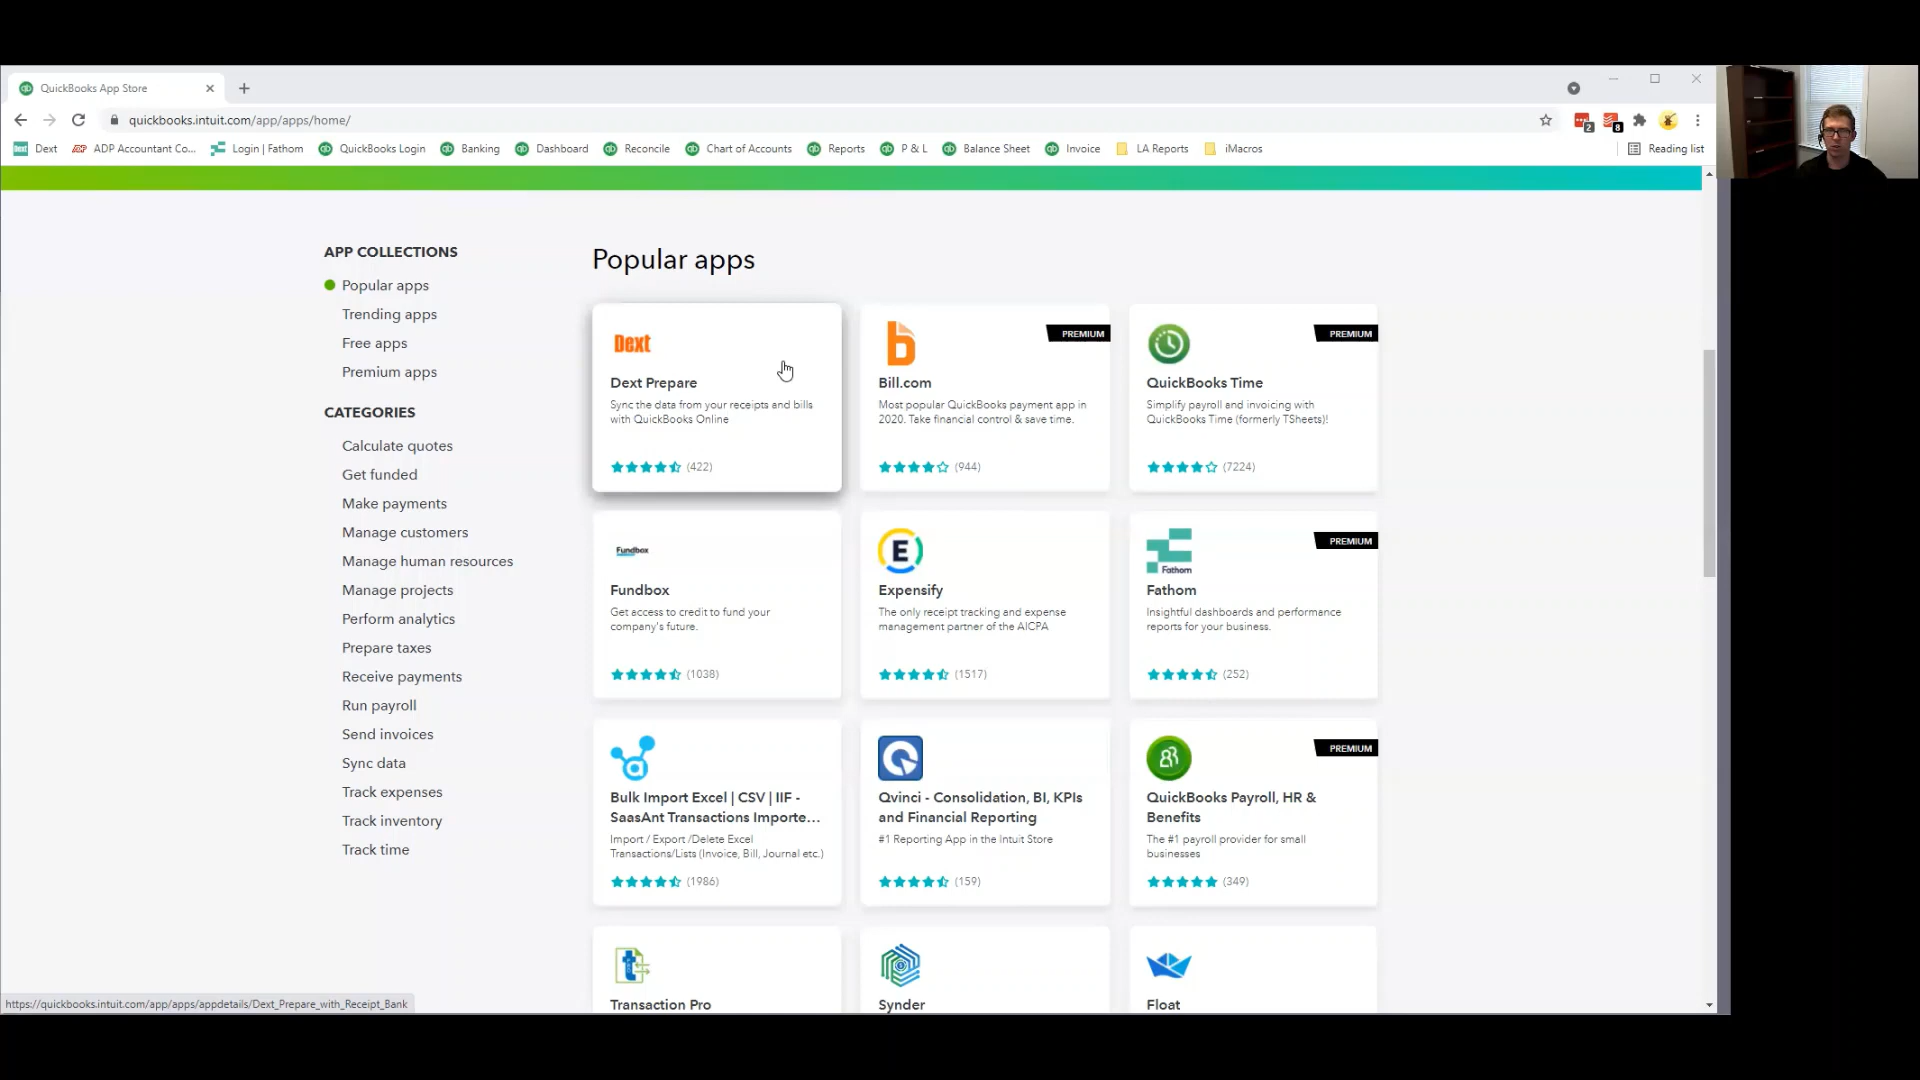 QuickBooks App Store
quickbooks.intuit.com/app/apps/home/
2
8
Dext
ADP Accountant Co...
Login | Fathom
QuickBooks Login
Banking
Dashboard
Reconcile
Chart of Accounts
Reports
P & L
Balance Sheet
Invoice
LA Reports
iMacros
Reading list
APP COLLECTIONS
Popular apps
Trending apps
Free apps
Premium apps
CATEGORIES
Calculate quotes
Get funded
Make payments
Manage customers
Manage human resources
Manage projects
Perform analytics
Prepare taxes
Receive payments
Run payroll
Send invoices
Sync data
Track expenses
Track inventory
Track time
Popular apps
Dext
Dext Prepare
Sync the data from your receipts and bills
with QuickBooks Online
(422)
PREMIUM
Bill.com
Most popular QuickBooks payment app in
2020. Take financial control & save time.
(944)
PREMIUM
QuickBooks Time
Simplify payroll and invoicing with
QuickBooks Time (formerly TSheets)!
(7224)
Fundbox
Fundbox
Get access to credit to fund your
company's future.
(1038)
E
Expensify
The only receipt tracking and expense
management partner of the AICPA
(1517)
PREMIUM
Fathom
Fathom
Insightful dashboards and performance
reports for your business.
(252)
Bulk Import Excel | CSV | IIF -
SaasAnt Transactions Importe...
Import / Export /Delete Excel
Transactions/Lists (Invoice, Bill, Journal etc.)
(1986)
Qvinci - Consolidation, BI, KPIs
and Financial Reporting
#1 Reporting App in the Intuit Store
(159)
PREMIUM
QuickBooks Payroll, HR &
Benefits
The #1 payroll provider for small
businesses
(349)
Transaction Pro
Synder
Float
https://quickbooks.intuit.com/app/apps/appdetails/Dext_Prepare_with_Receipt_Bank